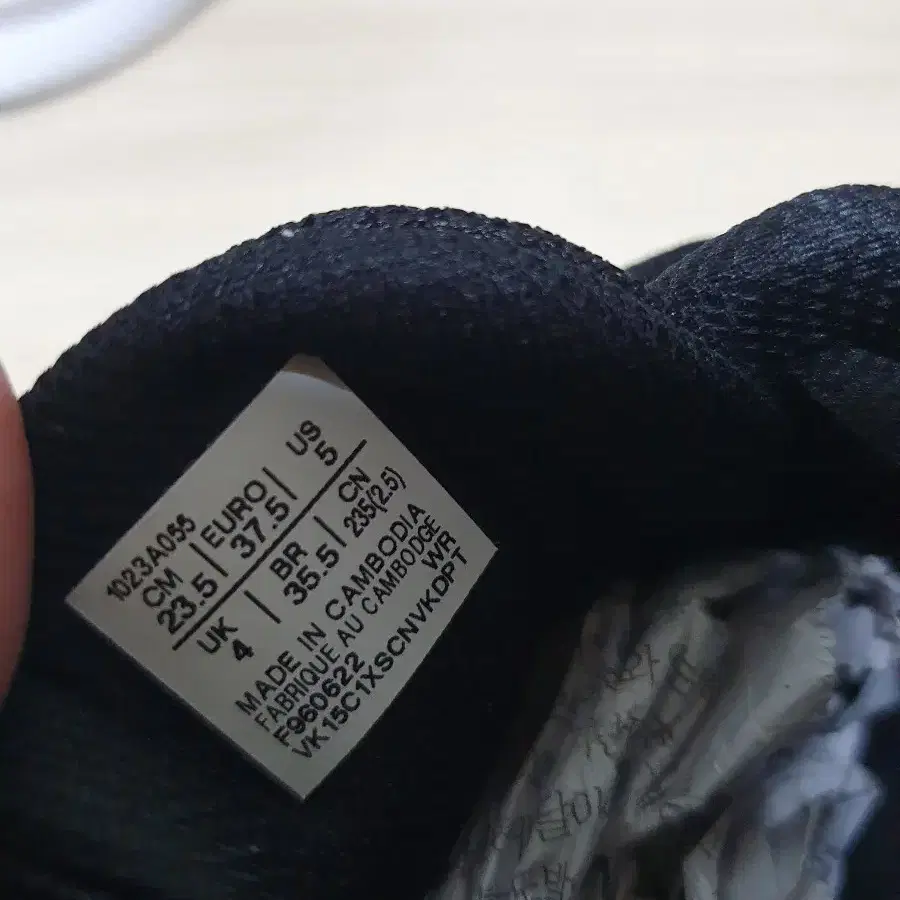 1023A055
CM | EURO | US
23.5 | 37.5 | 5
UK | BR | CN
4 | 35.5 | 235(2.5)
MADE IN CAMBODIA
FABRIQUE AU CAMBODGE
F960622 WR
VK15C1XSCNVKDPT